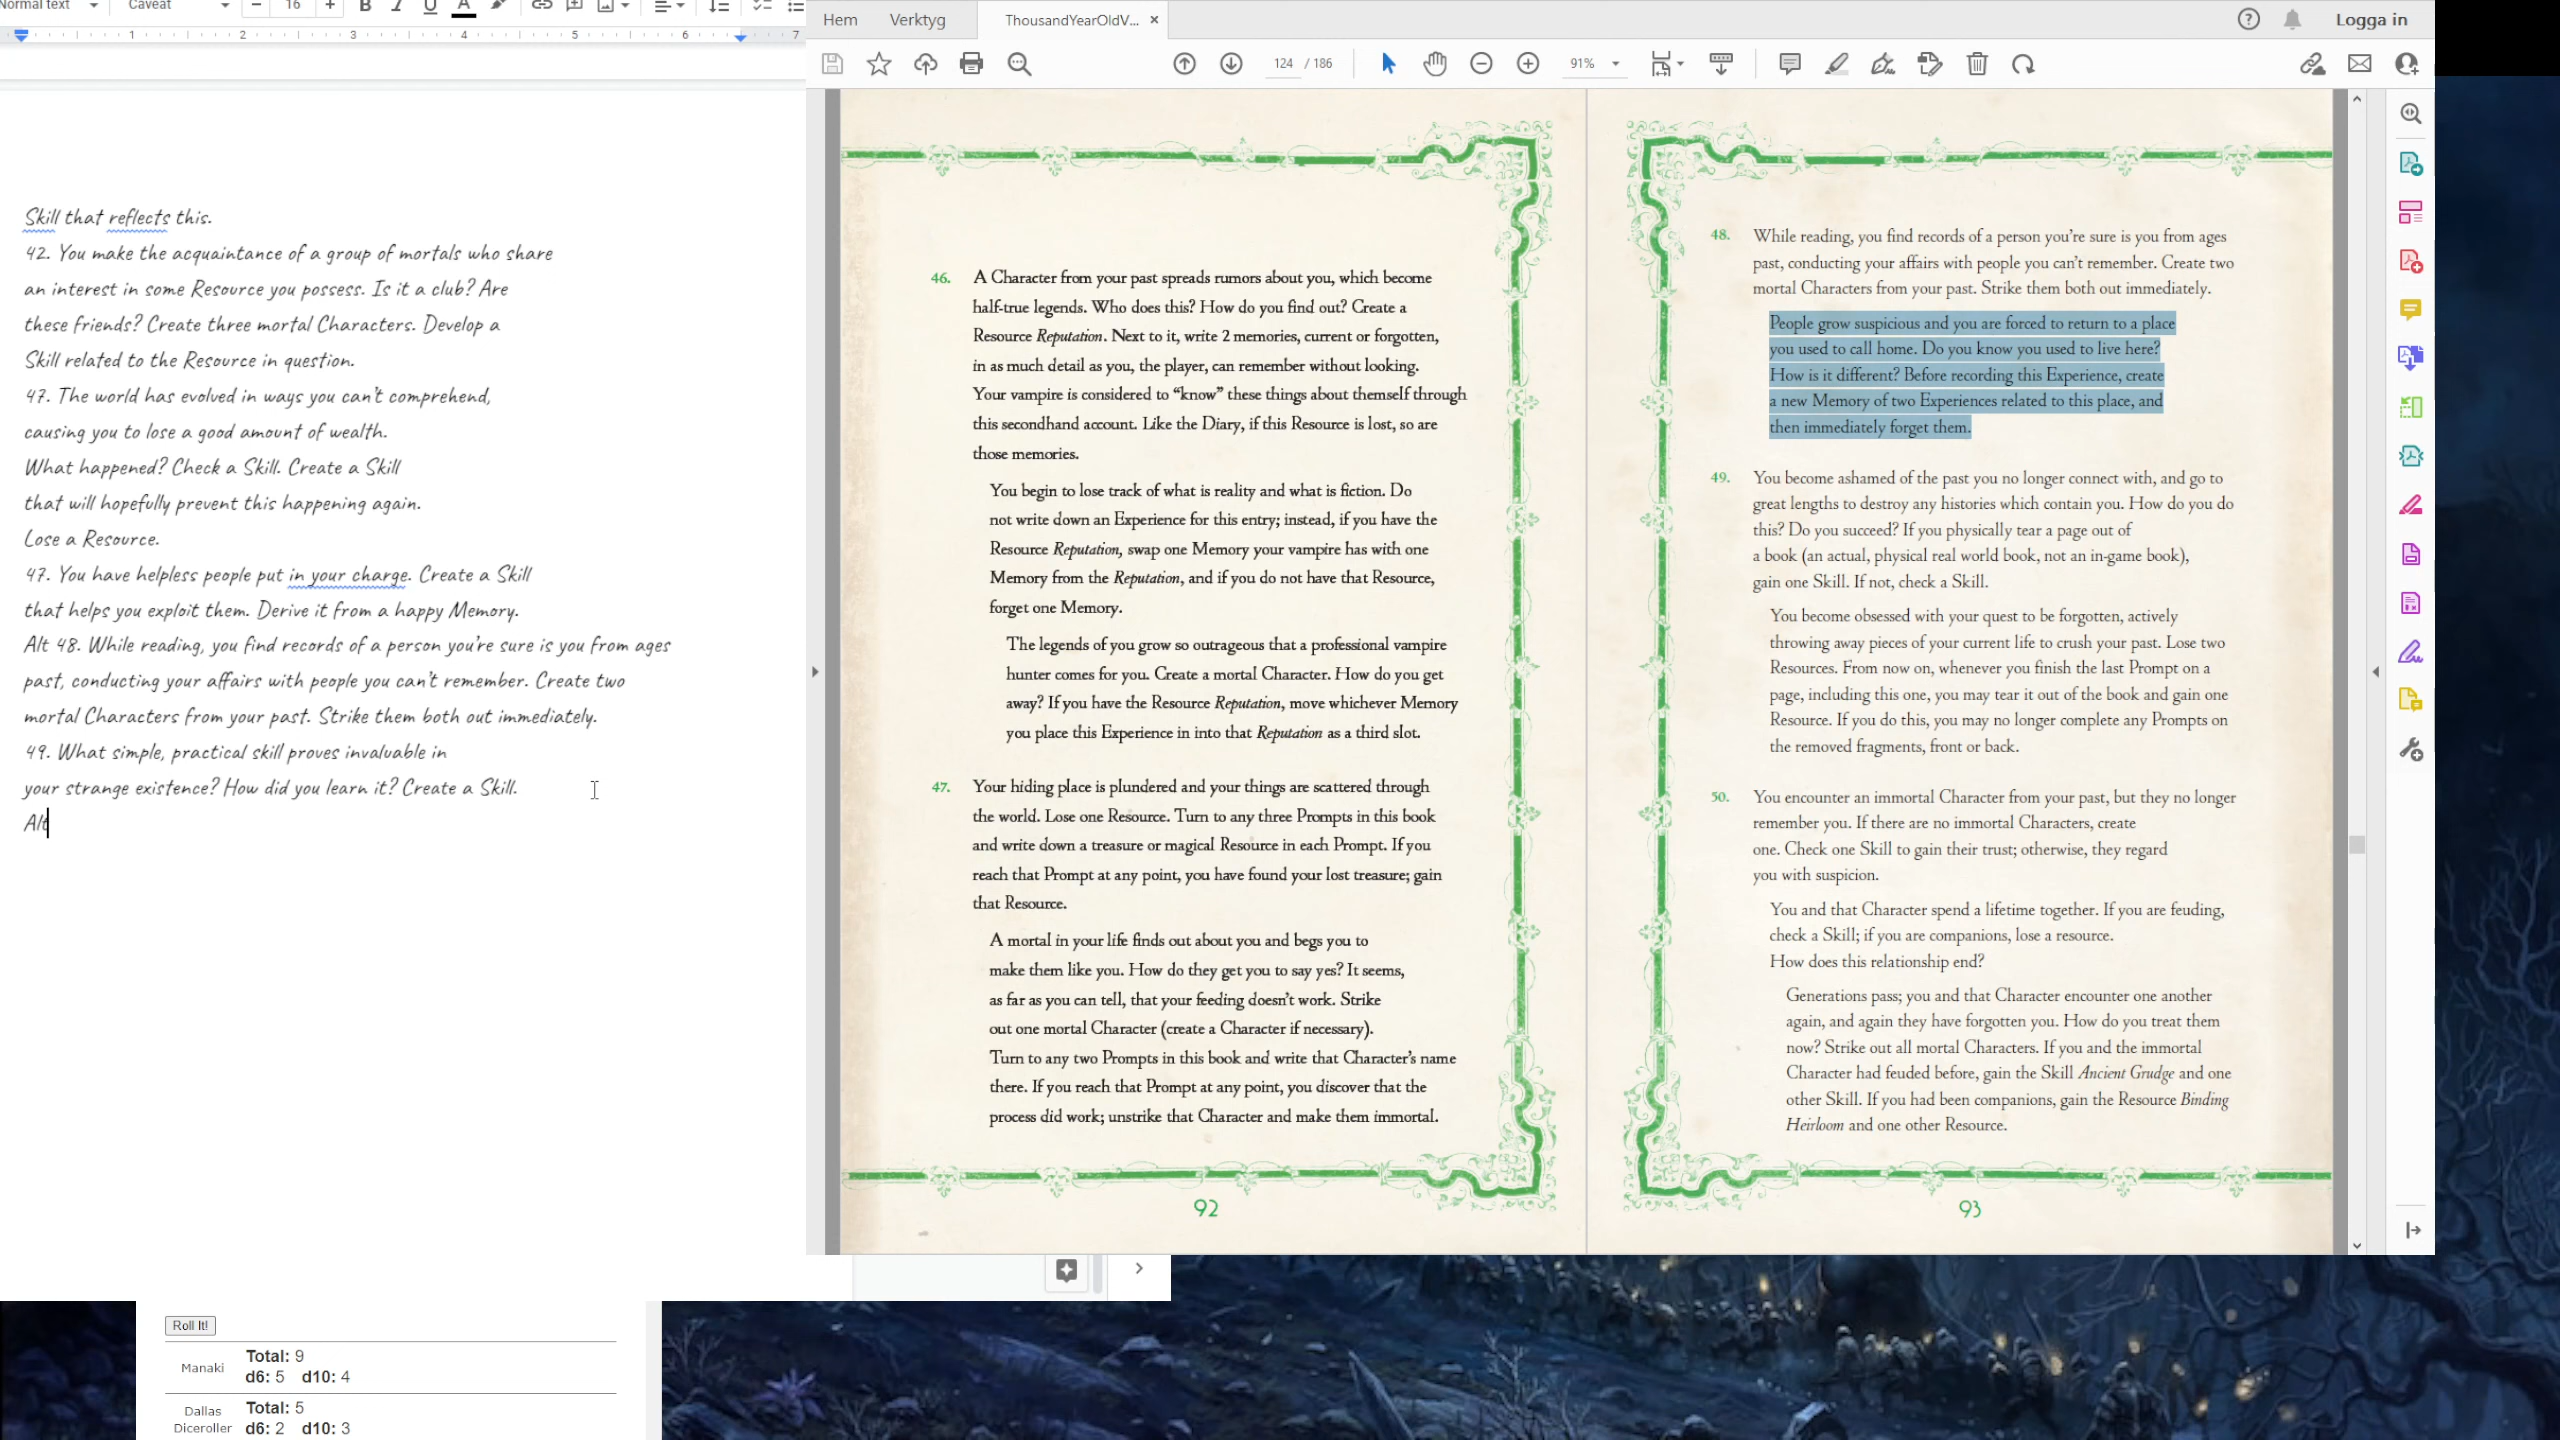 Normal text
Caveat
16
B I U A
1 2 3 4 5 6 7
Skill that reflects this.
42. You make the acquaintance of a group of mortals who share
an interest in some Resource you possess. Is it a club? Are
these friends? Create three mortal Characters. Develop a
Skill related to the Resource in question.
47. The world has evolved in ways you can't comprehend,
causing you to lose a good amount of wealth.
What happened? Check a Skill. Create a Skill
that will hopefully prevent this happening again.
Lose a Resource.
47. You have helpless people put in your charge. Create a Skill
that helps you exploit them. Derive it from a happy Memory.
Alt 48. While reading, you find records of a person you're sure is you from ages
past, conducting your affairs with people you can't remember. Create two
mortal Characters from your past. Strike them both out immediately.
49. What simple, practical skill proves invaluable in
your strange existence? How did you learn it? Create a Skill.
Alt
Hem Verktyg ThousandYearOldV... × Logga in
124 / 186 91%
46. A Character from your past spreads rumors about you, which become
half-true legends. Who does this? How do you find out? Create a
Resource Reputation. Next to it, write 2 memories, current or forgotten,
in as much detail as you, the player, can remember without looking.
Your vampire is considered to “know” these things about themself through
this secondhand account. Like the Diary, if this Resource is lost, so are
those memories.
You begin to lose track of what is reality and what is fiction. Do
not write down an Experience for this entry; instead, if you have the
Resource Reputation, swap one Memory your vampire has with one
Memory from the Reputation, and if you do not have that Resource,
forget one Memory.
The legends of you grow so outrageous that a professional vampire
hunter comes for you. Create a mortal Character. How do you get
away? If you have the Resource Reputation, move whichever Memory
you place this Experience in into that Reputation as a third slot.
47. Your hiding place is plundered and your things are scattered through
the world. Lose one Resource. Turn to any three Prompts in this book
and write down a treasure or magical Resource in each Prompt. If you
reach that Prompt at any point, you have found your lost treasure; gain
that Resource.
A mortal in your life finds out about you and begs you to
make them like you. How do they get you to say yes? It seems,
as far as you can tell, that your feeding doesn't work. Strike
out one mortal Character (create a Character if necessary).
Turn to any two Prompts in this book and write that Character's name
there. If you reach that Prompt at any point, you discover that the
process did work; unstrike that Character and make them immortal.
92
48. While reading, you find records of a person you're sure is you from ages
past, conducting your affairs with people you can't remember. Create two
mortal Characters from your past. Strike them both out immediately.
People grow suspicious and you are forced to return to a place
you used to call home. Do you know you used to live here?
How is it different? Before recording this Experience, create
a new Memory of two Experiences related to this place, and
then immediately forget them.
49. You become ashamed of the past you no longer connect with, and go to
great lengths to destroy any histories which contain you. How do you do
this? Do you succeed? If you physically tear a page out of
a book (an actual, physical real world book, not an in-game book),
gain one Skill. If not, check a Skill.
You become obsessed with your quest to be forgotten, actively
throwing away pieces of your current life to crush your past. Lose two
Resources. From now on, whenever you finish the last Prompt on a
page, including this one, you may tear it out of the book and gain one
Resource. If you do this, you may no longer complete any Prompts on
the removed fragments, front or back.
50. You encounter an immortal Character from your past, but they no longer
remember you. If there are no immortal Characters, create
one. Check one Skill to gain their trust; otherwise, they regard
you with suspicion.
You and that Character spend a lifetime together. If you are feuding,
check a Skill; if you are companions, lose a resource.
How does this relationship end?
Generations pass; you and that Character encounter one another
again, and again they have forgotten you. How do you treat them
now? Strike out all mortal Characters. If you and the immortal
Character had feuded before, gain the Skill Ancient Grudge and one
other Skill. If you had been companions, gain the Resource Binding
Heirloom and one other Resource.
93
Roll It!
Manaki Total: 9
d6: 5 d10: 4
Dallas Diceroller Total: 5
d6: 2 d10: 3